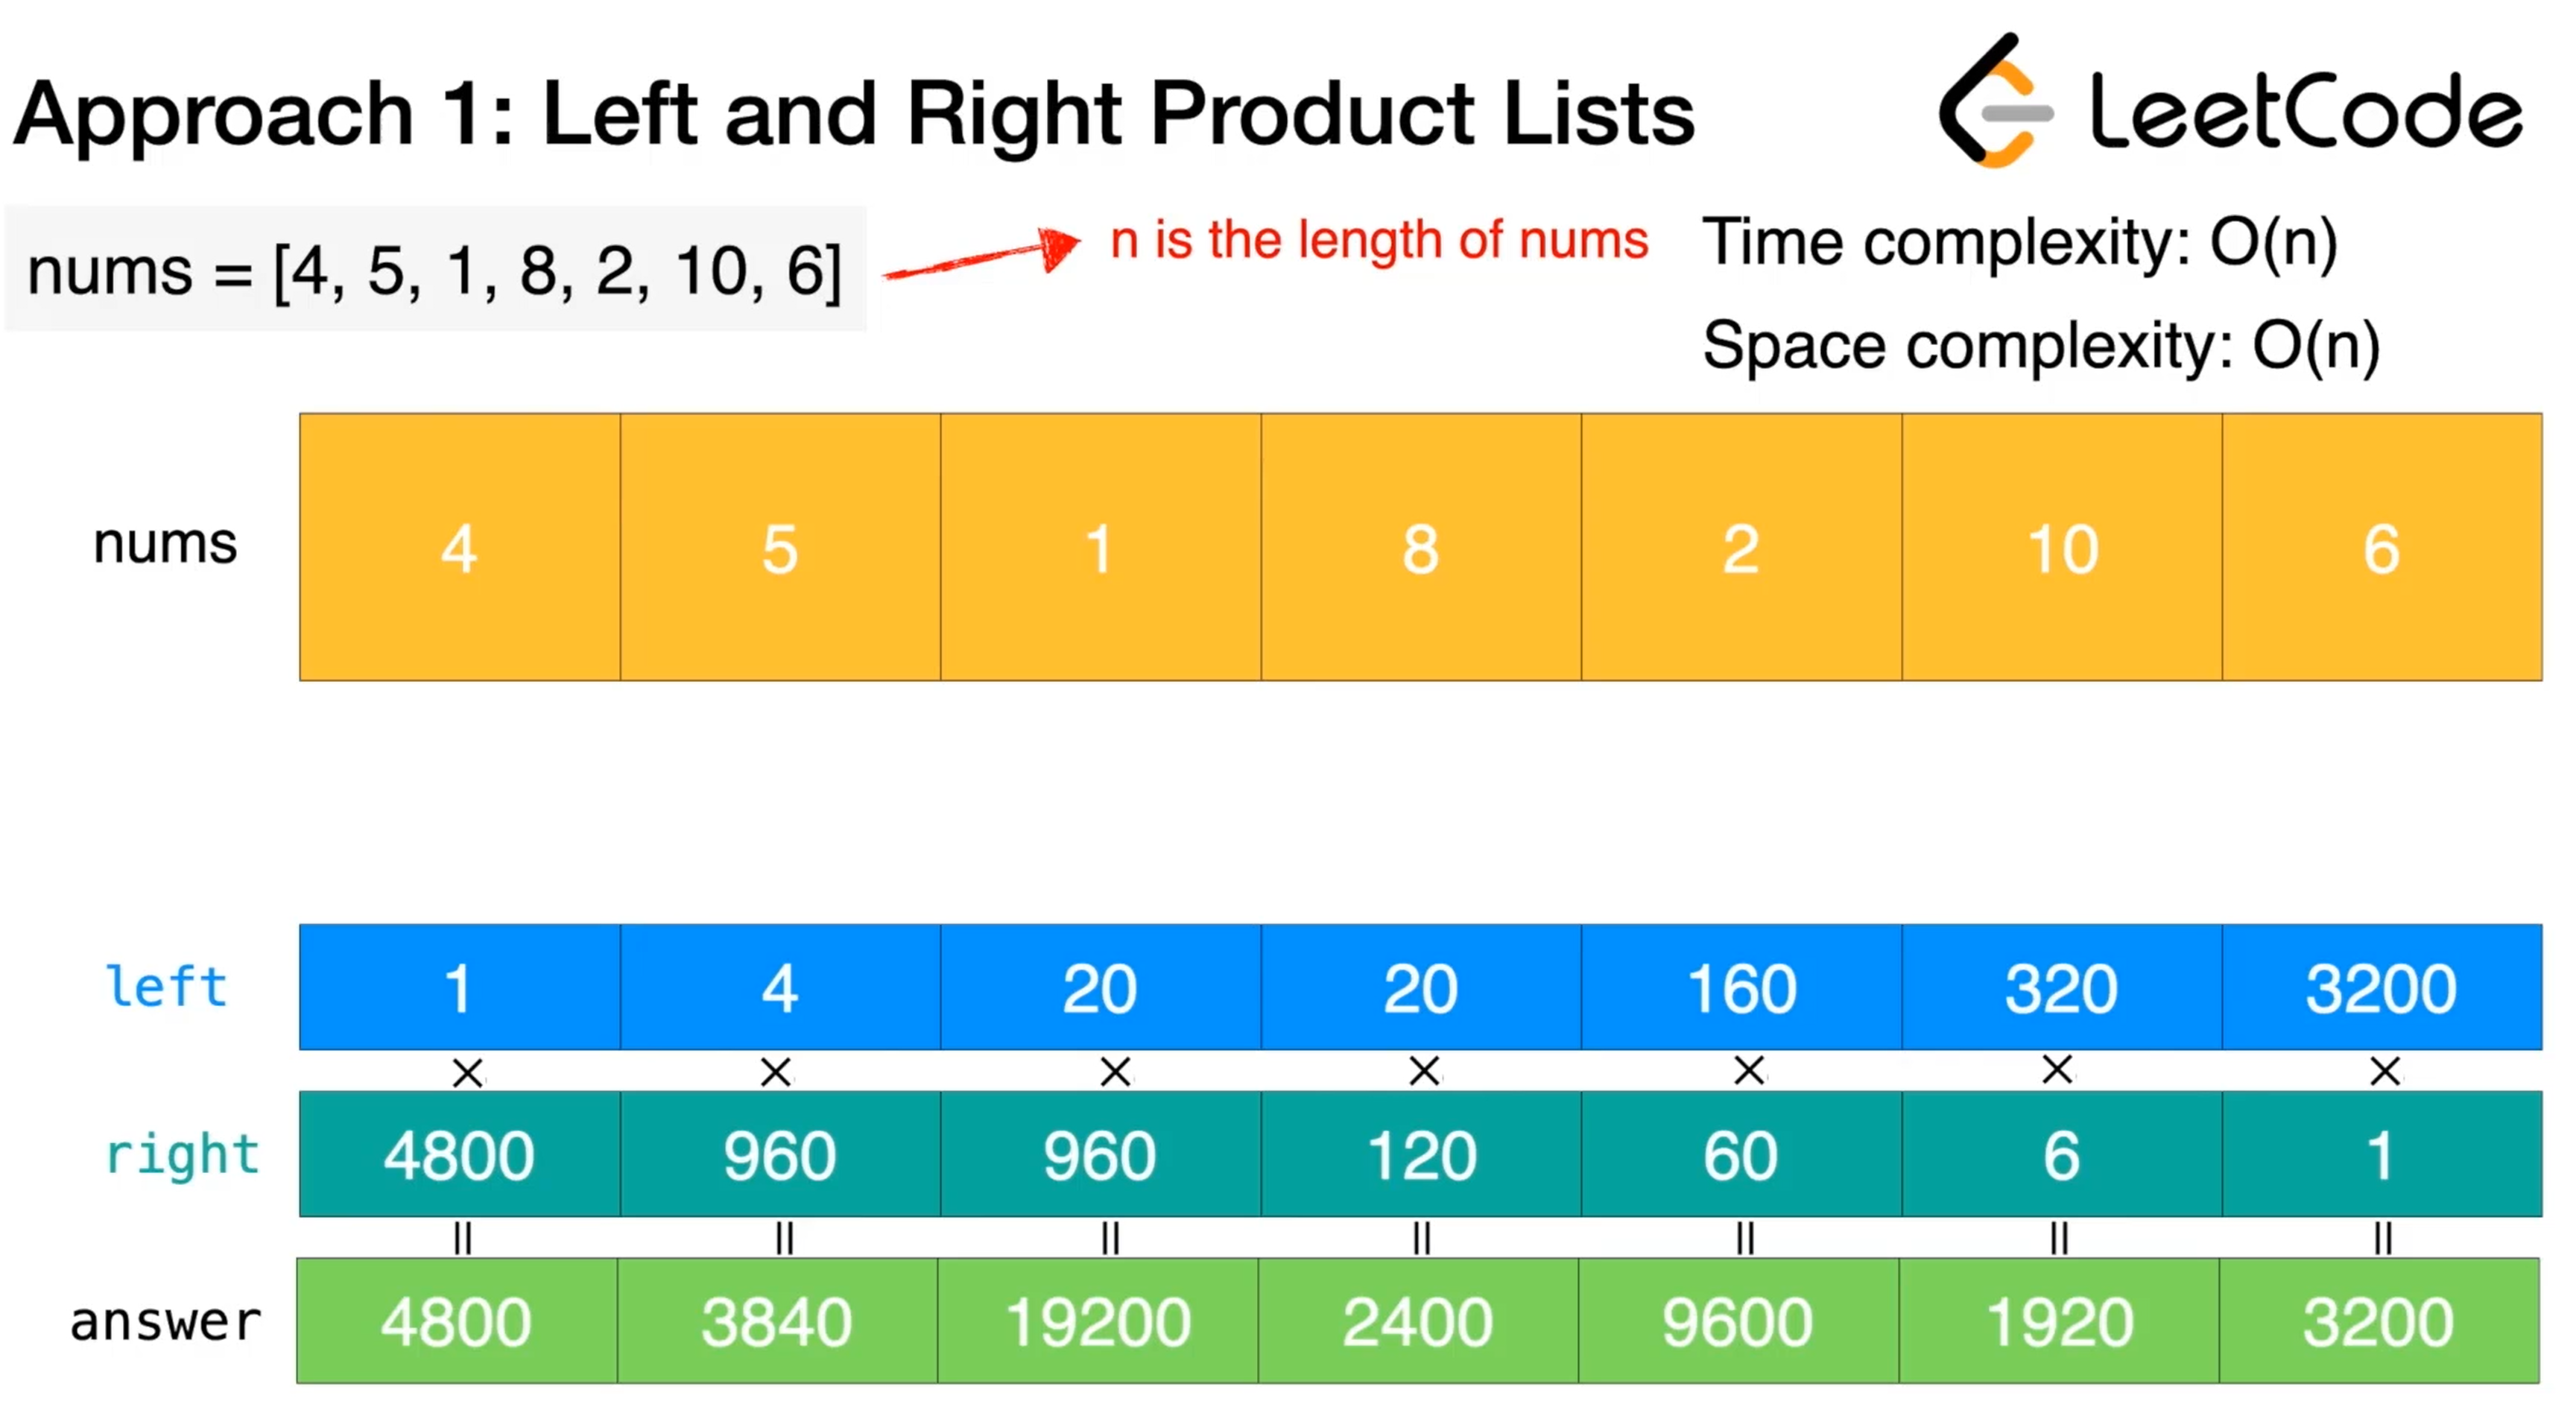 Approach 1: Left and Right Product Lists
LeetCode
nums = [4, 5, 1, 8, 2, 10, 6]
n is the length of nums
Time complexity: O(n)
Space complexity: O(n)
nums 4 5 1 8 2 10 6
left 1 4 20 20 160 320 3200
× × × × × × ×
right 4800 960 960 120 60 6 1
|| || || || || || ||
answer 4800 3840 19200 2400 9600 1920 3200